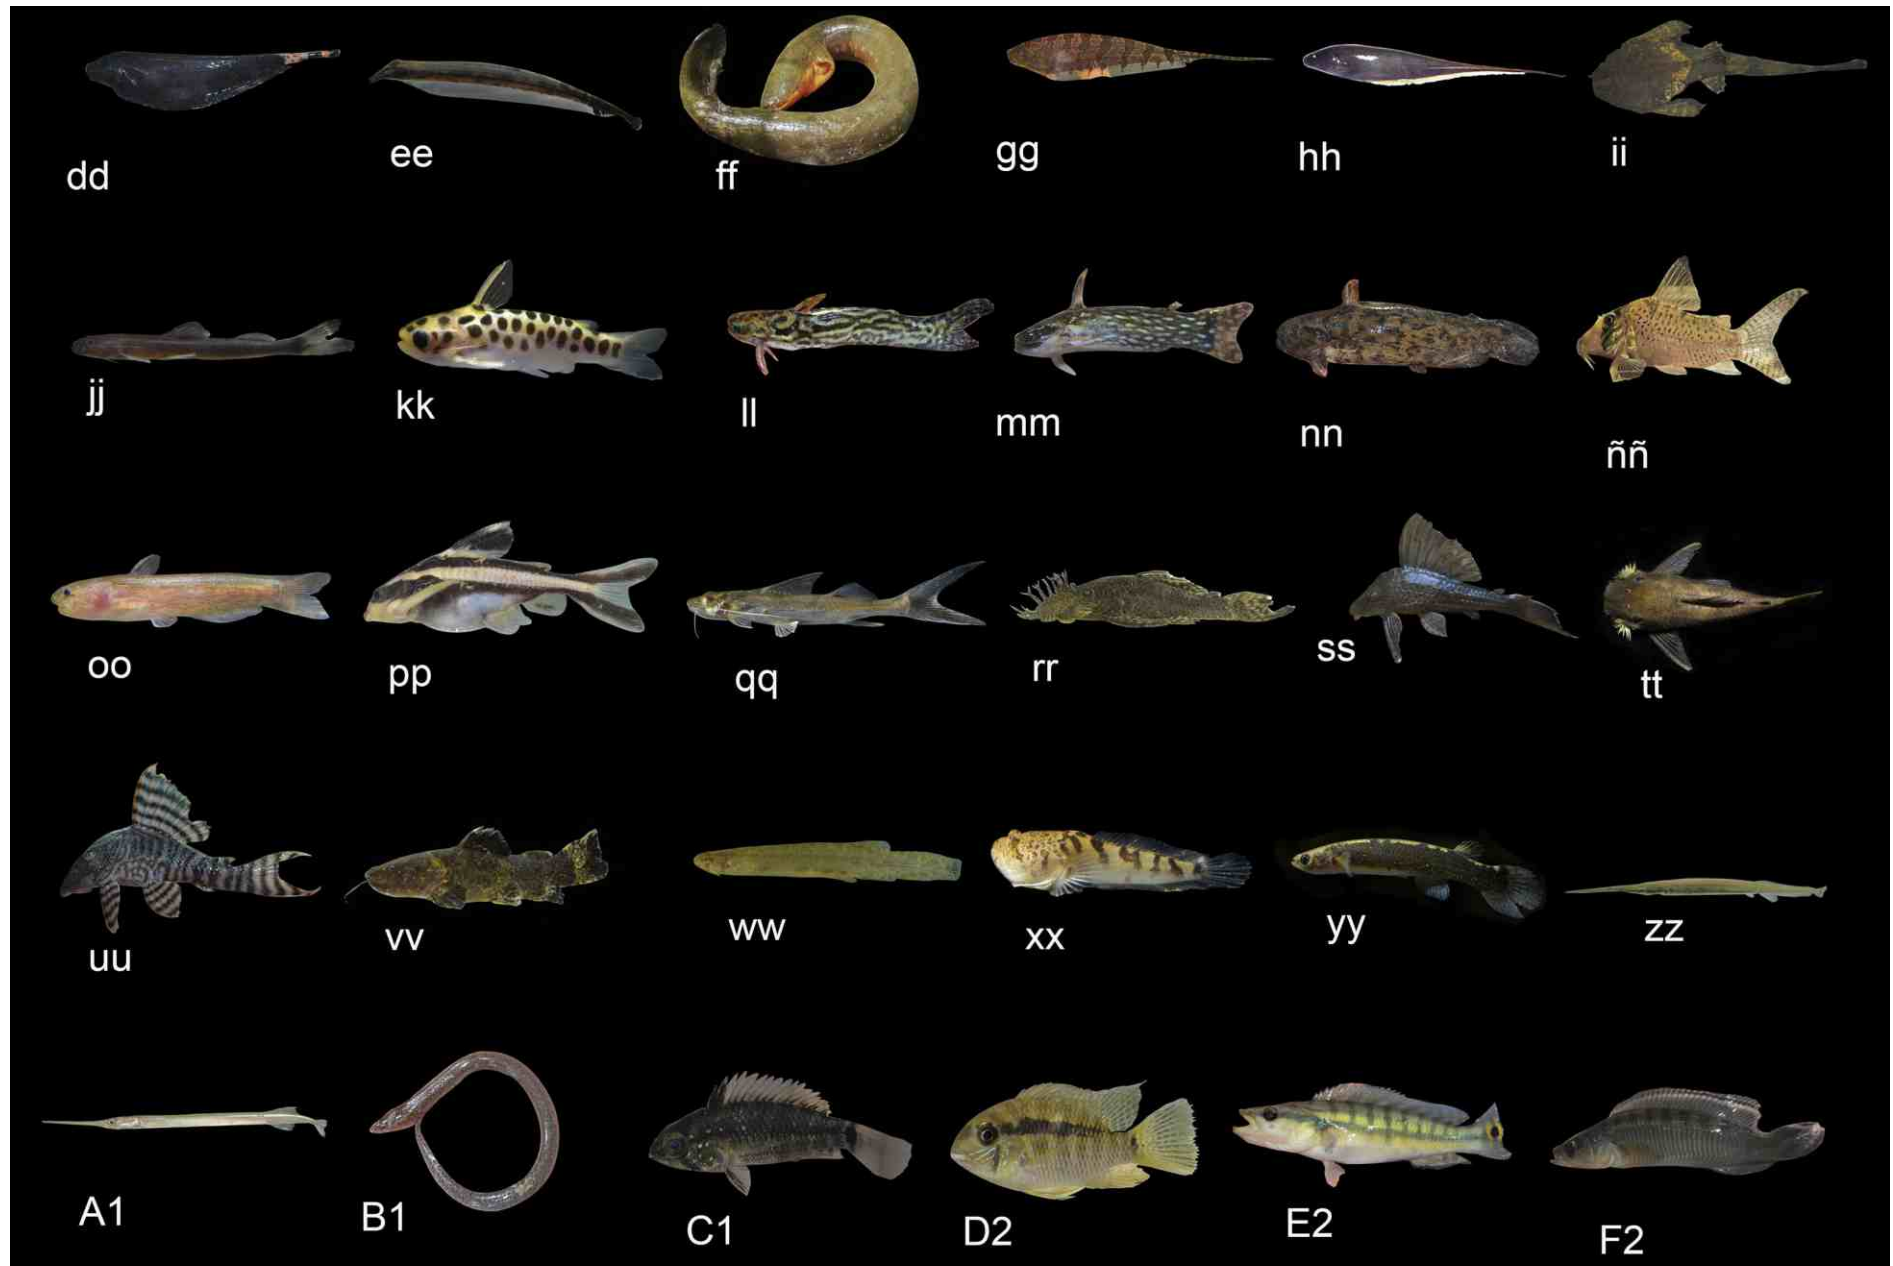 dd
ee
ff
gg
hh
ii
jj
kk
ll
mm
nn
ññ
oo
pp
qq
rr
ss
tt
uu
vv
ww
xx
yy
zz
A1
B1
C1
D2
E2
F2